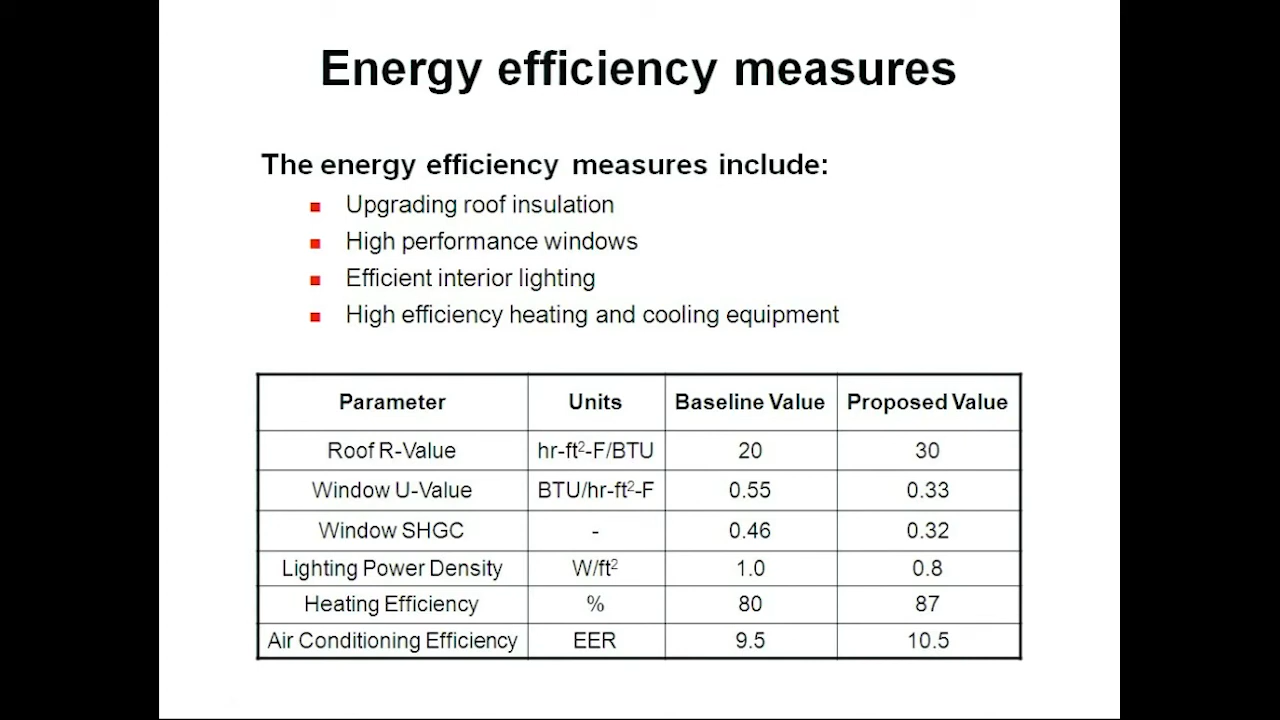 Energy efficiency measures
The energy efficiency measures include:
Upgrading roof insulation
High performance windows
Efficient interior lighting
High efficiency heating and cooling equipment
Parameter Units Baseline Value Proposed Value
Roof R-Value hr-ft²-F/BTU 20 30
Window U-Value BTU/hr-ft²-F 0.55 0.33
Window SHGC - 0.46 0.32
Lighting Power Density W/ft² 1.0 0.8
Heating Efficiency % 80 87
Air Conditioning Efficiency EER 9.5 10.5